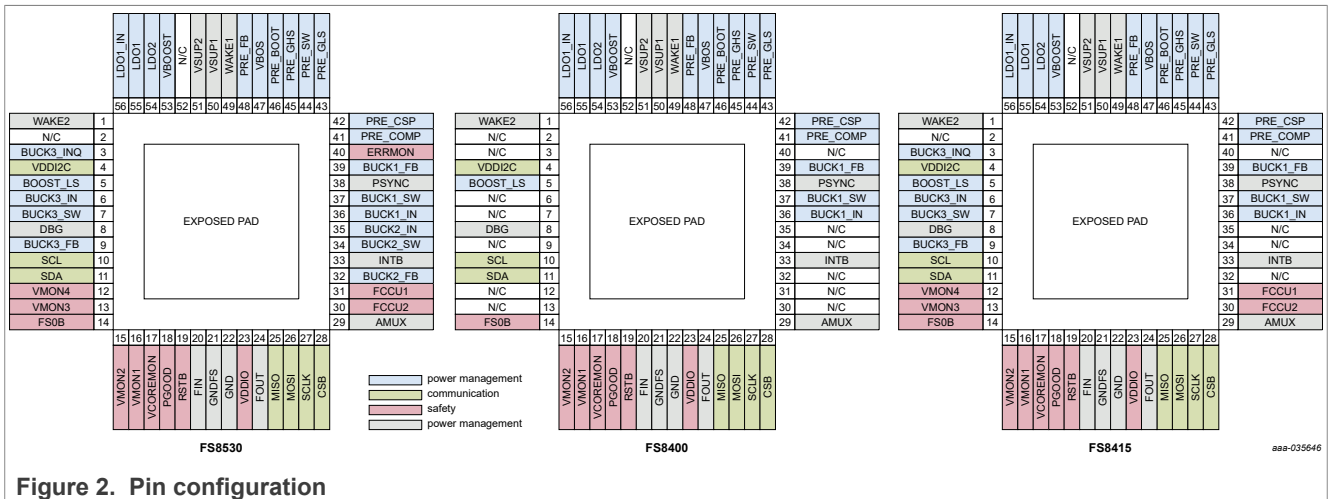 LDO1_IN LDO1 LDO2 VBOOST N/C VSUP2 VSUP1 WAKE1 PRE_FB VBOS PRE_BOOT PRE_GHS PRE_SW PRE_GLS
56 55 54 53 52 51 50 49 48 47 46 45 44 43
WAKE2 1
N/C 2
BUCK3_INQ 3
VDDI2C 4
BOOST_LS 5
BUCK3_IN 6
BUCK3_SW 7
DBG 8
BUCK3_FB 9
SCL 10
SDA 11
VMON4 12
VMON3 13
FS0B 14
EXPOSED PAD
42 PRE_CSP
41 PRE_COMP
40 ERRMON
39 BUCK1_FB
38 PSYNC
37 BUCK1_SW
36 BUCK1_IN
35 BUCK2_IN
34 BUCK2_SW
33 INTB
32 BUCK2_FB
31 FCCU1
30 FCCU2
29 AMUX
15 16 17 18 19 20 21 22 23 24 25 26 27 28
VMON2 VMON1 VCOREMON PGOOD RSTB FIN GNDFS GND VDDIO FOUT MISO MOSI SCLK CSB
FS8530
LDO1_IN LDO1 LDO2 VBOOST N/C VSUP2 VSUP1 WAKE1 PRE_FB VBOS PRE_BOOT PRE_GHS PRE_SW PRE_GLS
56 55 54 53 52 51 50 49 48 47 46 45 44 43
WAKE2 1
N/C 2
N/C 3
VDDI2C 4
BOOST_LS 5
N/C 6
N/C 7
DBG 8
N/C 9
SCL 10
SDA 11
N/C 12
N/C 13
FS0B 14
EXPOSED PAD
42 PRE_CSP
41 PRE_COMP
40 N/C
39 BUCK1_FB
38 PSYNC
37 BUCK1_SW
36 BUCK1_IN
35 N/C
34 N/C
33 INTB
32 N/C
31 N/C
30 N/C
29 AMUX
15 16 17 18 19 20 21 22 23 24 25 26 27 28
VMON2 VMON1 VCOREMON PGOOD RSTB FIN GNDFS GND VDDIO FOUT MISO MOSI SCLK CSB
FS8400
LDO1_IN LDO1 LDO2 VBOOST N/C VSUP2 VSUP1 WAKE1 PRE_FB VBOS PRE_BOOT PRE_GHS PRE_SW PRE_GLS
56 55 54 53 52 51 50 49 48 47 46 45 44 43
WAKE2 1
N/C 2
BUCK3_INQ 3
VDDI2C 4
BOOST_LS 5
BUCK3_IN 6
BUCK3_SW 7
DBG 8
BUCK3_FB 9
SCL 10
SDA 11
VMON4 12
VMON3 13
FS0B 14
EXPOSED PAD
42 PRE_CSP
41 PRE_COMP
40 N/C
39 BUCK1_FB
38 PSYNC
37 BUCK1_SW
36 BUCK1_IN
35 N/C
34 N/C
33 INTB
32 N/C
31 FCCU1
30 FCCU2
29 AMUX
15 16 17 18 19 20 21 22 23 24 25 26 27 28
VMON2 VMON1 VCOREMON PGOOD RSTB FIN GNDFS GND VDDIO FOUT MISO MOSI SCLK CSB
FS8415
power management
communication
safety
power management
aaa-035646
Figure 2. Pin configuration